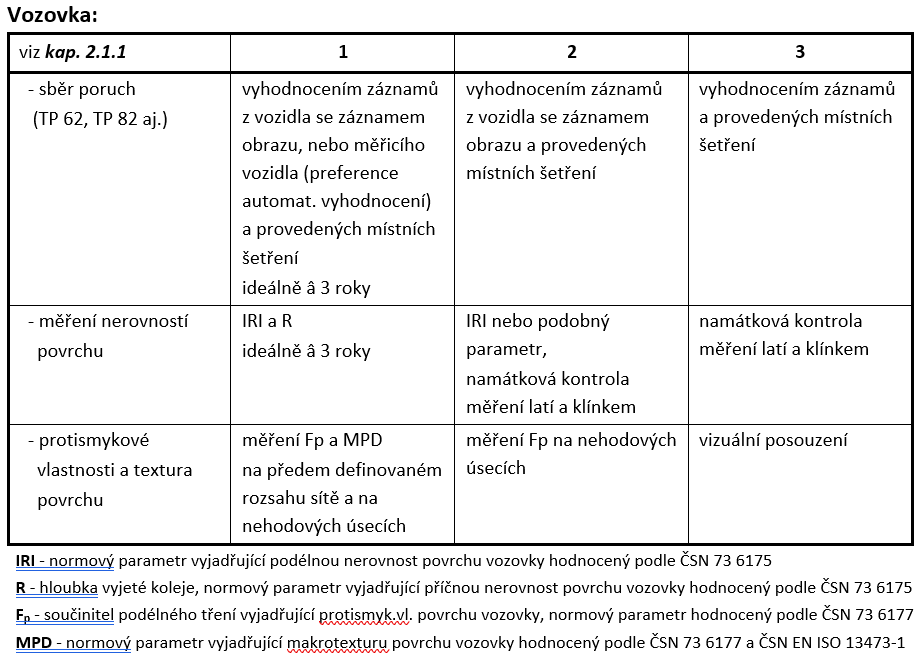 Vozovka:
viz kap. 2.1.1
1
2
3
- sběr poruch
(TP 62, TP 82 aj.)
vyhodnocením záznamů
z vozidla se záznamem
obrazu, nebo měřicího
vozidla (preference
automat. vyhodnocení)
a provedených místních
šetření
ideálně â 3 roky
vyhodnocením záznamů
z vozidla se záznamem
obrazu a provedených
místních šetření
vyhodnocením záznamů
a provedených místních
šetření
- měření nerovností
povrchu
IRI a R
ideálně â 3 roky
IRI nebo podobný
parametr,
namátková kontrola
měření latí a klínkem
namátková kontrola
měření latí a klínkem
- protismykové
vlastnosti a textura
povrchu
měření Fp a MPD
na předem definovaném
rozsahu sítě a na
nehodových úsecích
měření Fp na nehodových
úsecích
vizuální posouzení
IRI - normový parametr vyjadřující podélnou nerovnost povrchu vozovky hodnocený podle ČSN 73 6175
R - hloubka vyjeté koleje, normový parametr vyjadřující příčnou nerovnost povrchu vozovky hodnocený podle ČSN 73 6175
Fp - součinitel podélného tření vyjadřující protismyk.vl. povrchu vozovky, normový parametr hodnocený podle ČSN 73 6177
MPD - normový parametr vyjadřující makrotexturu povrchu vozovky hodnocený podle ČSN 73 6177 a ČSN EN ISO 13473-1